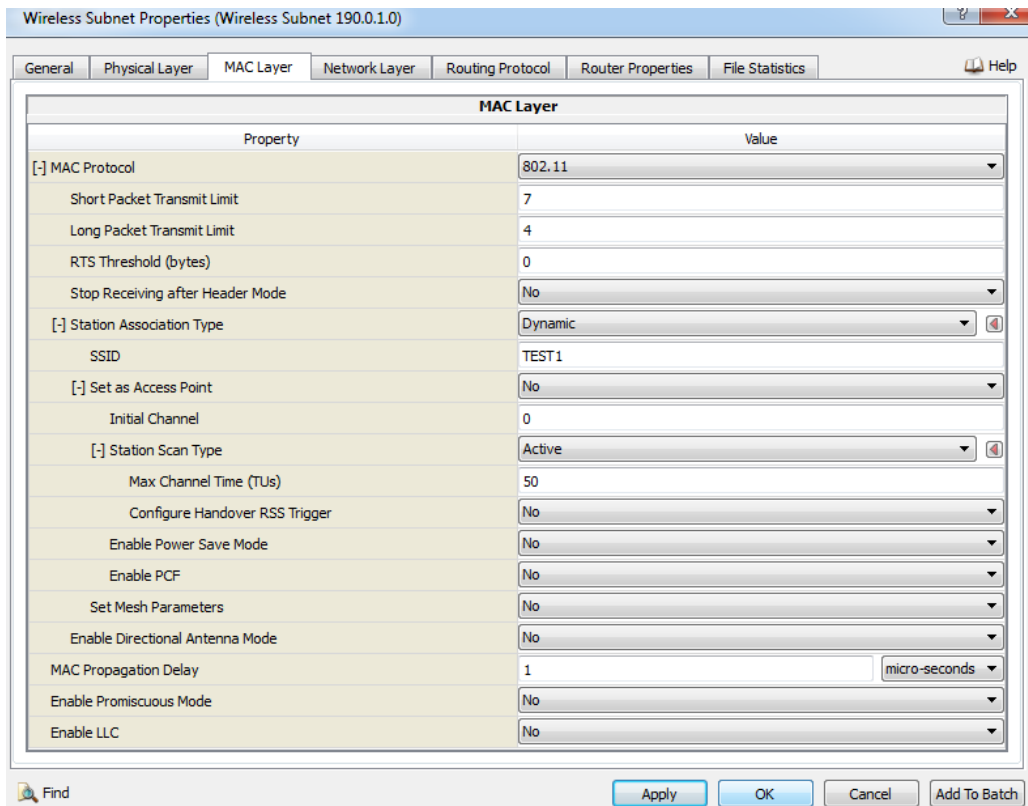 Wireless Subnet Properties (Wireless Subnet 190.0.1.0)
General Physical Layer MAC Layer Network Layer Routing Protocol Router Properties File Statistics Help
MAC Layer
Property Value
[-] MAC Protocol 802.11
Short Packet Transmit Limit 7
Long Packet Transmit Limit 4
RTS Threshold (bytes) 0
Stop Receiving after Header Mode No
[-] Station Association Type Dynamic
SSID TEST1
[-] Set as Access Point No
Initial Channel 0
[-] Station Scan Type Active
Max Channel Time (TUs) 50
Configure Handover RSS Trigger No
Enable Power Save Mode No
Enable PCF No
Set Mesh Parameters No
Enable Directional Antenna Mode No
MAC Propagation Delay 1 micro-seconds
Enable Promiscuous Mode No
Enable LLC No
Find Apply OK Cancel Add To Batch